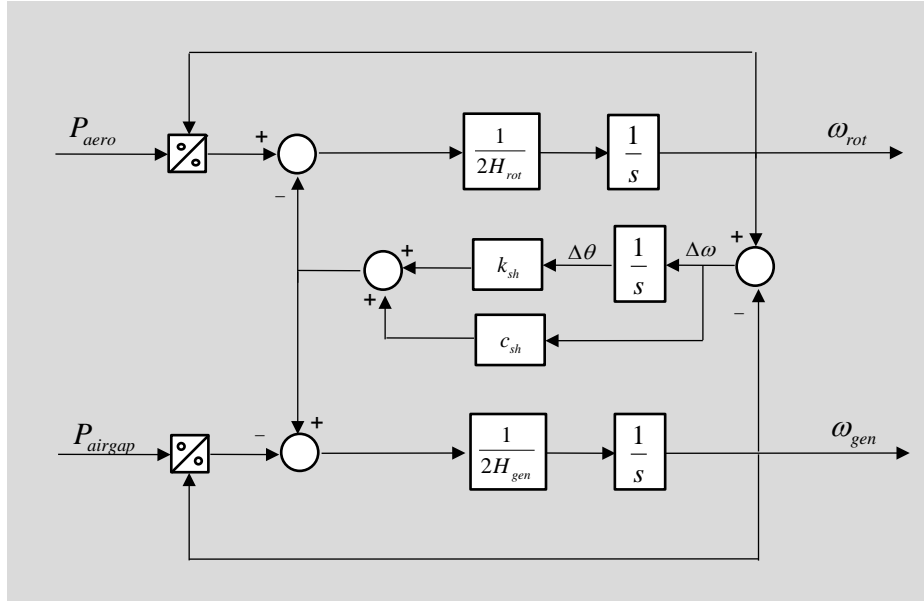 P_aero
+
−
1
2H_rot
1
s
ω_rot
+
+
k_sh
Δθ
1
s
Δω
+
−
c_sh
P_airgap
−
+
1
2H_gen
1
s
ω_gen